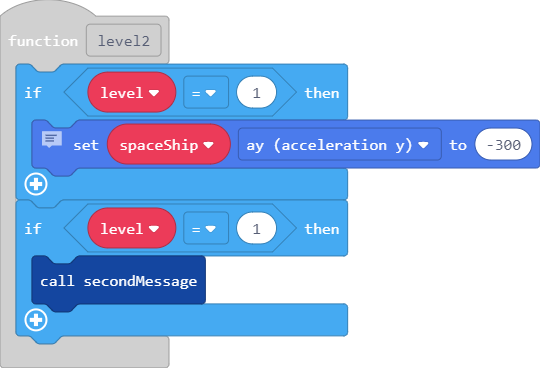 function level2
if level = 1 then
set spaceShip ay (acceleration y) to -300
if level = 1 then
call secondMessage